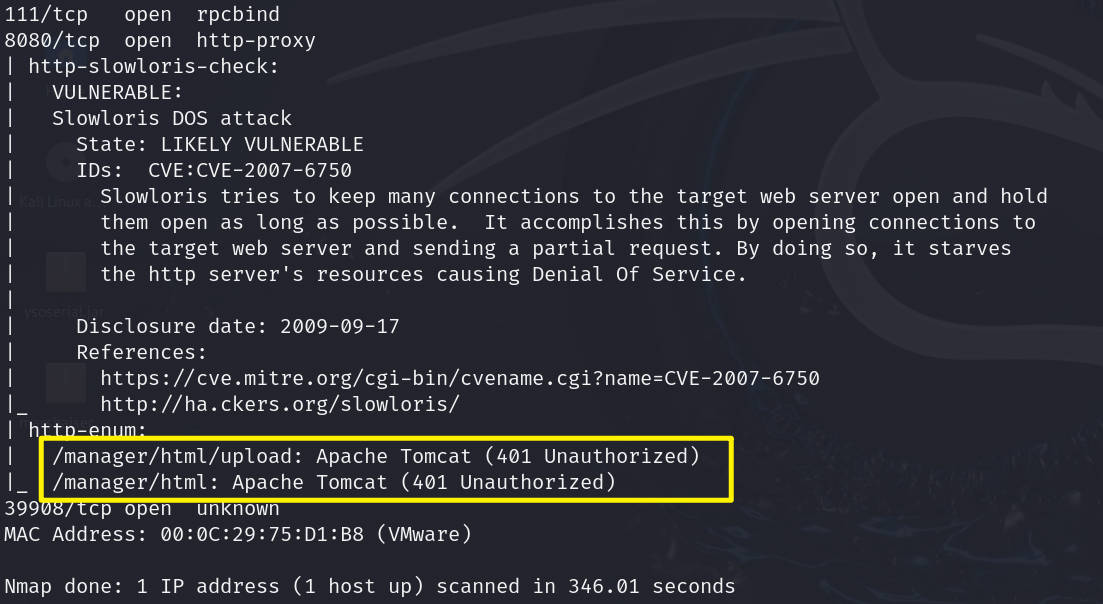 111/tcp   open  rpcbind
8080/tcp  open  http-proxy
| http-slowloris-check:
|   VULNERABLE:
|   Slowloris DOS attack
|     State: LIKELY VULNERABLE
|     IDs:  CVE:CVE-2007-6750
|       Slowloris tries to keep many connections to the target web server open and hold
|       them open as long as possible.  It accomplishes this by opening connections to
|       the target web server and sending a partial request. By doing so, it starves
|       the http server's resources causing Denial Of Service.
|
|     Disclosure date: 2009-09-17
|     References:
|       https://cve.mitre.org/cgi-bin/cvename.cgi?name=CVE-2007-6750
|_      http://ha.ckers.org/slowloris/
| http-enum:
|   /manager/html/upload: Apache Tomcat (401 Unauthorized)
|_  /manager/html: Apache Tomcat (401 Unauthorized)
39908/tcp open  unknown
MAC Address: 00:0C:29:75:D1:B8 (VMware)
Nmap done: 1 IP address (1 host up) scanned in 346.01 seconds
Kali Linux a...
ysoserial.jar